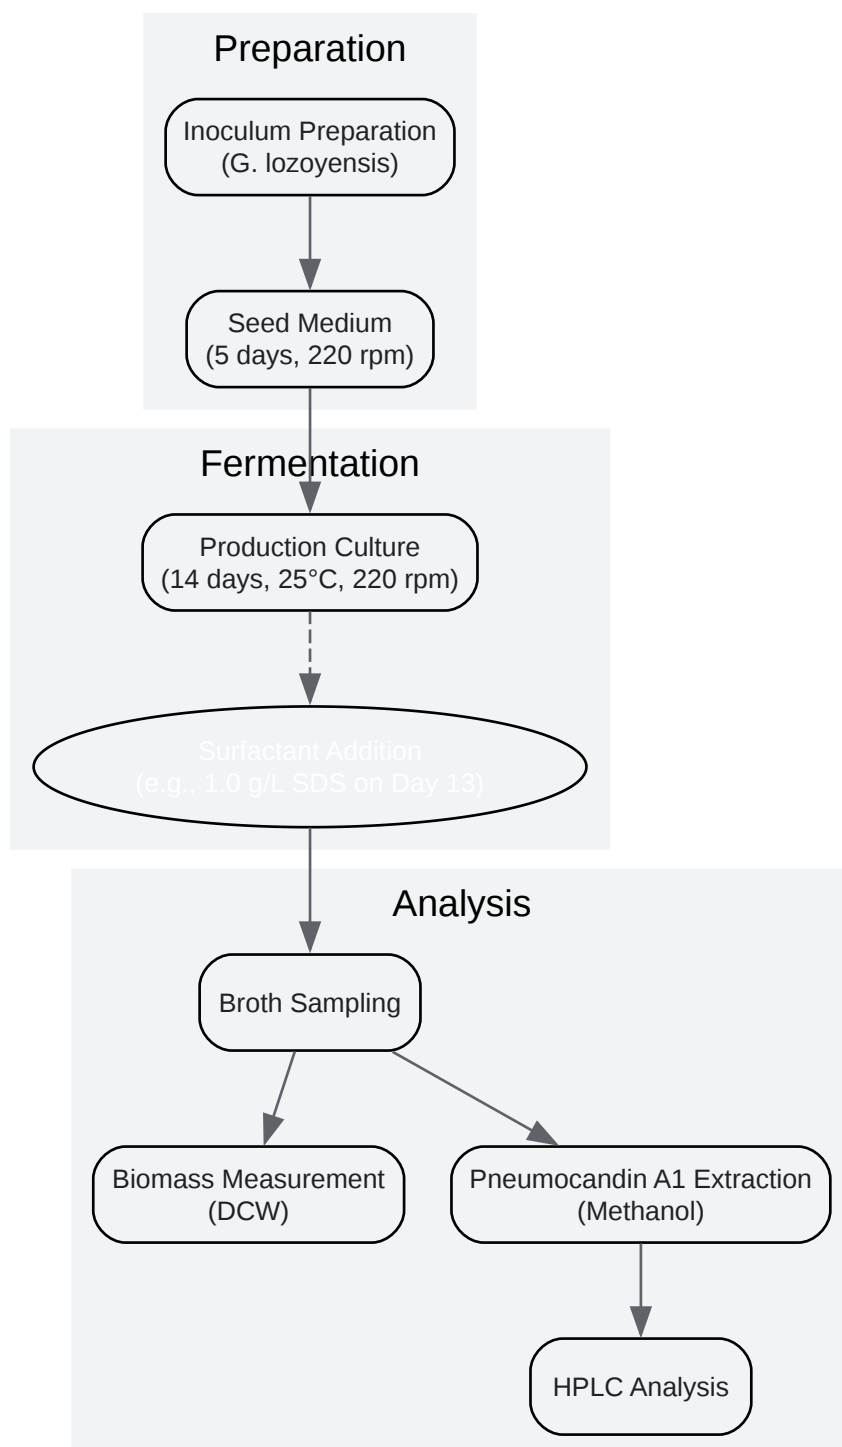 Preparation
Inoculum Preparation
(G. lozoyensis)
Seed Medium
(5 days, 220 rpm)
Fermentation
Production Culture
(14 days, 25°C, 220 rpm)
Surfactant Addition
(e.g., 1.0 g/L SDS on Day 13)
Analysis
Broth Sampling
Biomass Measurement
(DCW)
Pneumocandin A1 Extraction
(Methanol)
HPLC Analysis